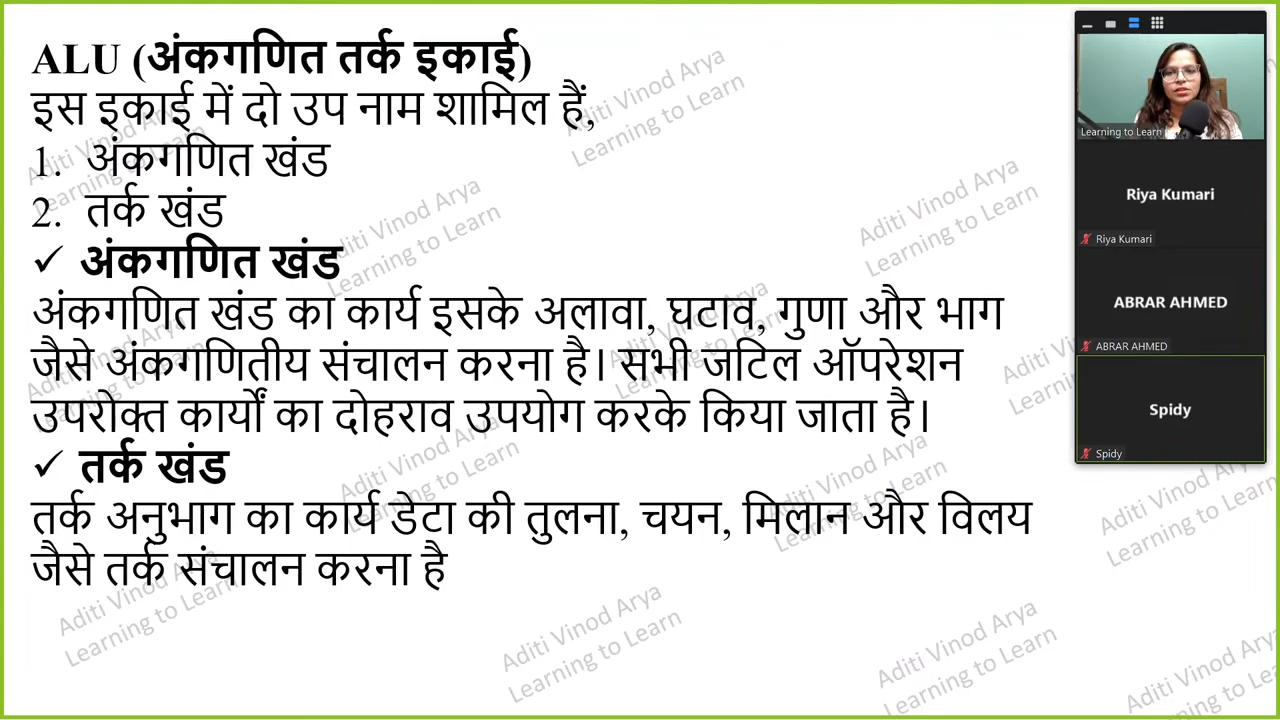 ALU (अंकगणित तर्क इकाई)
इस इकाई में दो उप नाम शामिल हैं,
1. अंकगणित खंड
2. तर्क खंड
✓ अंकगणित खंड
अंकगणित खंड का कार्य इसके अलावा, घटाव, गुणा और भाग
जैसे अंकगणितीय संचालन करना है। सभी जटिल ऑपरेशन
उपरोक्त कार्यों का दोहराव उपयोग करके किया जाता है।
✓ तर्क खंड
तर्क अनुभाग का कार्य डेटा की तुलना, चयन, मिलान और विलय
जैसे तर्क संचालन करना है
Learning to Learn
Riya Kumari
Riya Kumari
ABRAR AHMED
ABRAR AHMED
Spidy
Spidy
Aditi Vinod Arya
Learning to Learn